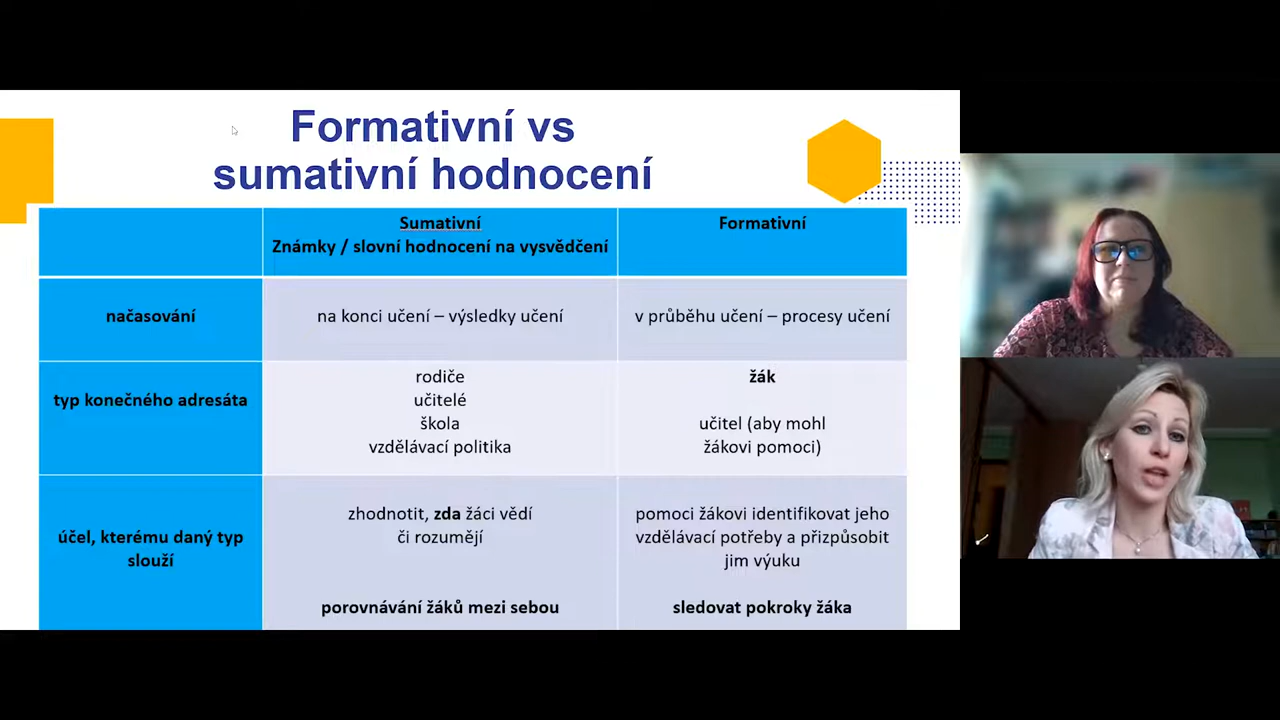 Formativní vs
sumativní hodnocení
Sumativní
Známky / slovní hodnocení na vysvědčení
Formativní
načasování
na konci učení – výsledky učení
v průběhu učení – procesy učení
typ konečného adresáta
rodiče
učitelé
škola
vzdělávací politika
žák
učitel (aby mohl
žákovi pomoci)
účel, kterému daný typ
slouží
zhodnotit, zda žáci vědí
či rozumějí
porovnávání žáků mezi sebou
pomoci žákovi identifikovat jeho
vzdělávací potřeby a přizpůsobit
jim výuku
sledovat pokroky žáka